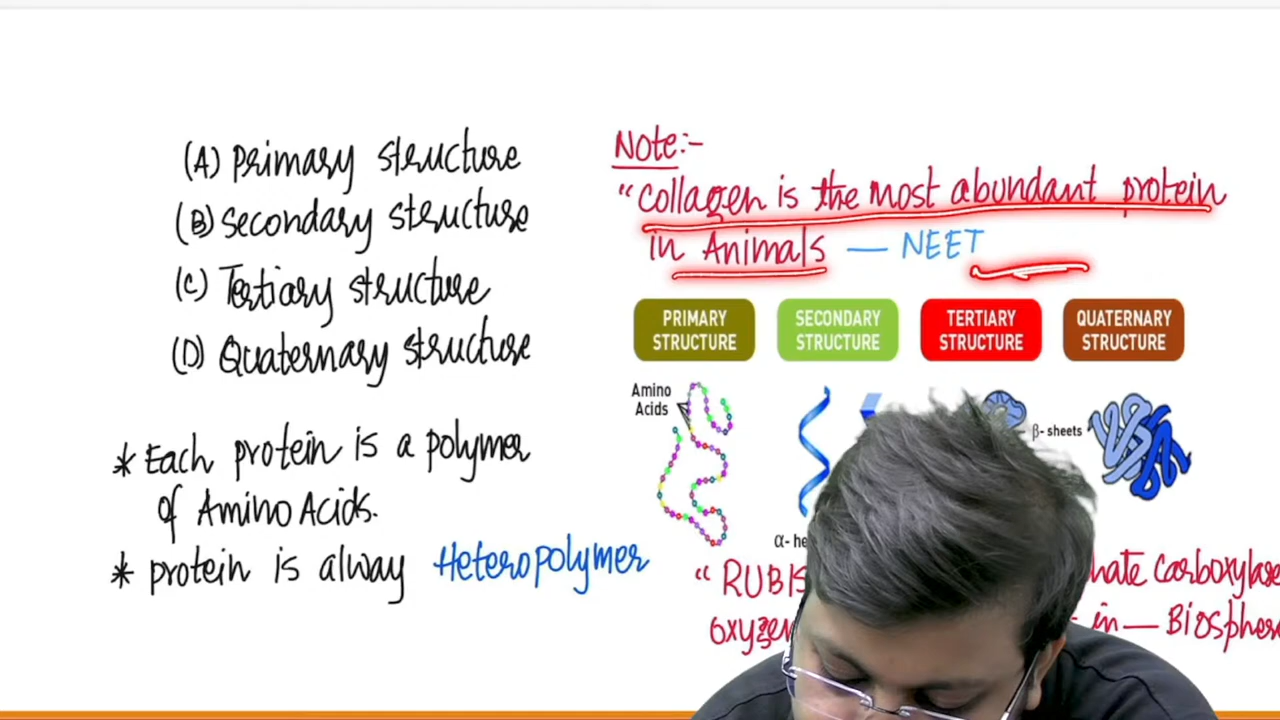 (A) Primary structure
(B) Secondary structure
(C) Tertiary structure
(D) Quaternary structure
* Each protein is a polymer
of Amino Acids.
* protein is alway Heteropolymer
Note:-
"Collagen is the most abundant protein
in Animals — NEET
PRIMARY
STRUCTURE
SECONDARY
STRUCTURE
TERTIARY
STRUCTURE
QUATERNARY
STRUCTURE
Amino
Acids
β- sheets
α- he
" RUBIS
carboxylase
in — Biosphere